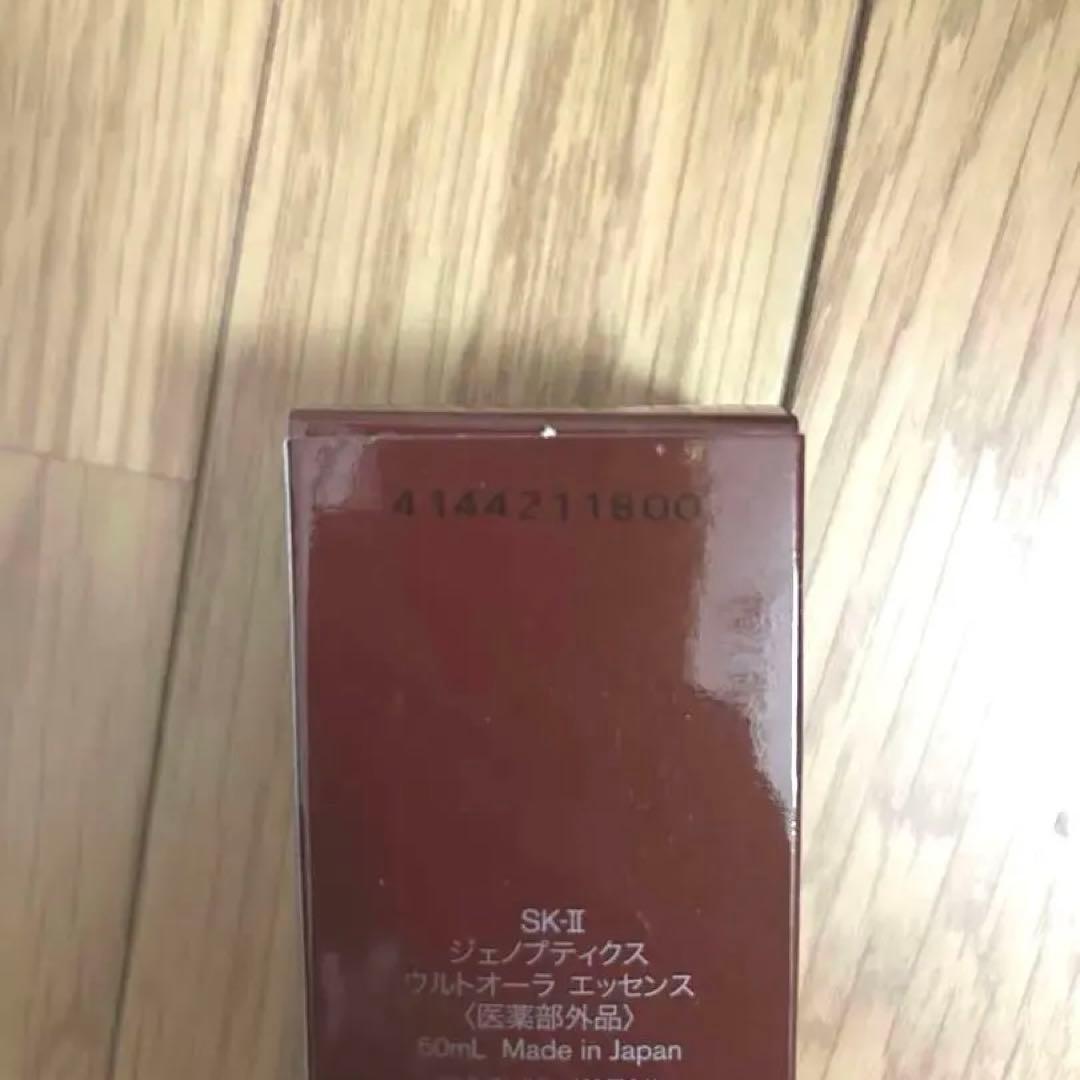 41442211800
SK-Ⅱ
ジェノプティクス
ウルトオーラ エッセンス
〈医薬部外品〉
50mL Made in Japan